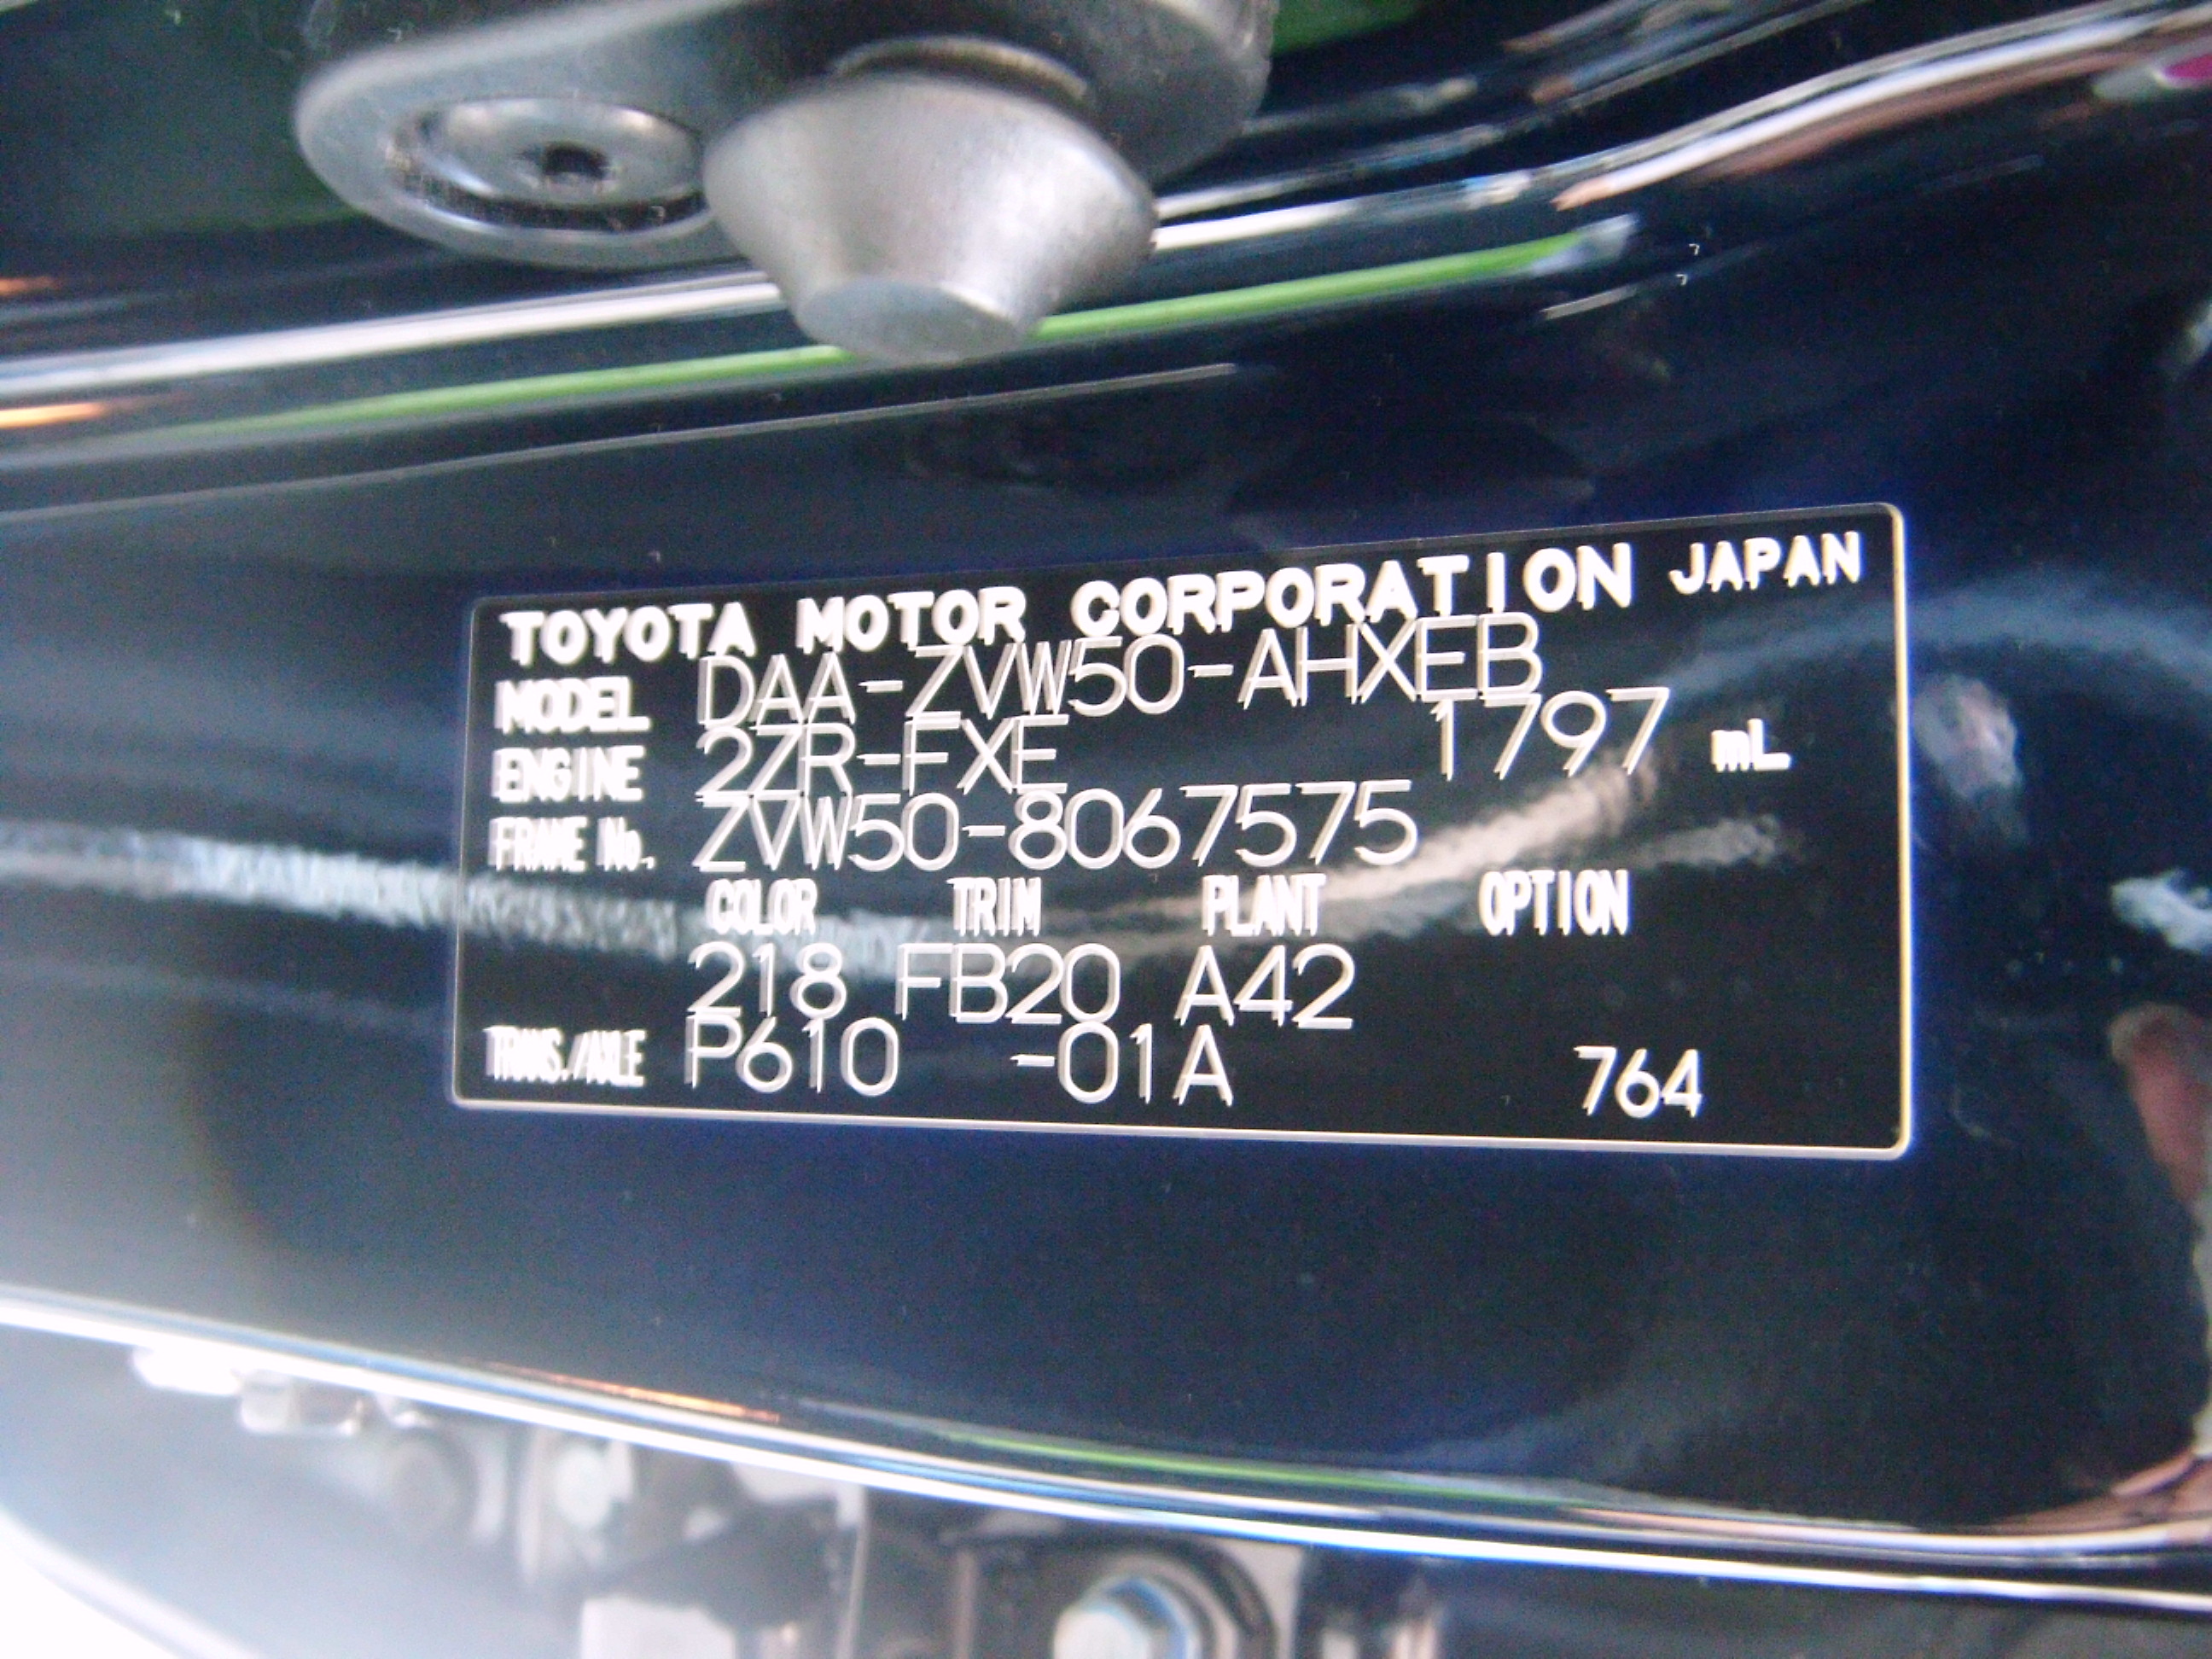 TOYOTA MOTOR CORPORATION JAPAN
MODEL DAA-ZVW50-AHXEB
ENGINE 2ZR-FXE 1797 mL
FRAME No. ZVW50-8067575
COLOR TRIM PLANT OPTION
218 FB20 A42
TRANS./AXLE P610 -01A 764